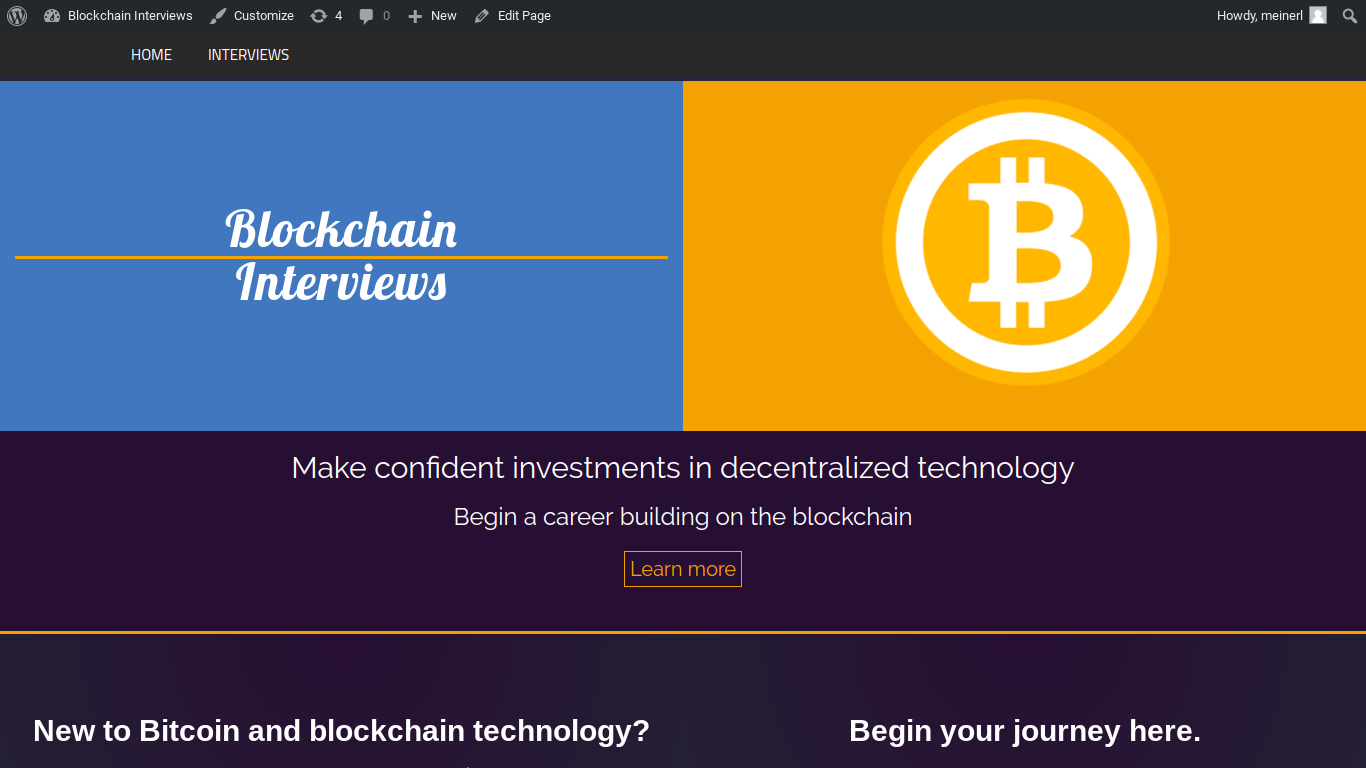 Blockchain Interviews Customize 4 0 New Edit Page Howdy, meinerl
HOME INTERVIEWS
Blockchain
Interviews
Make confident investments in decentralized technology
Begin a career building on the blockchain
Learn more
New to Bitcoin and blockchain technology?
Begin your journey here.